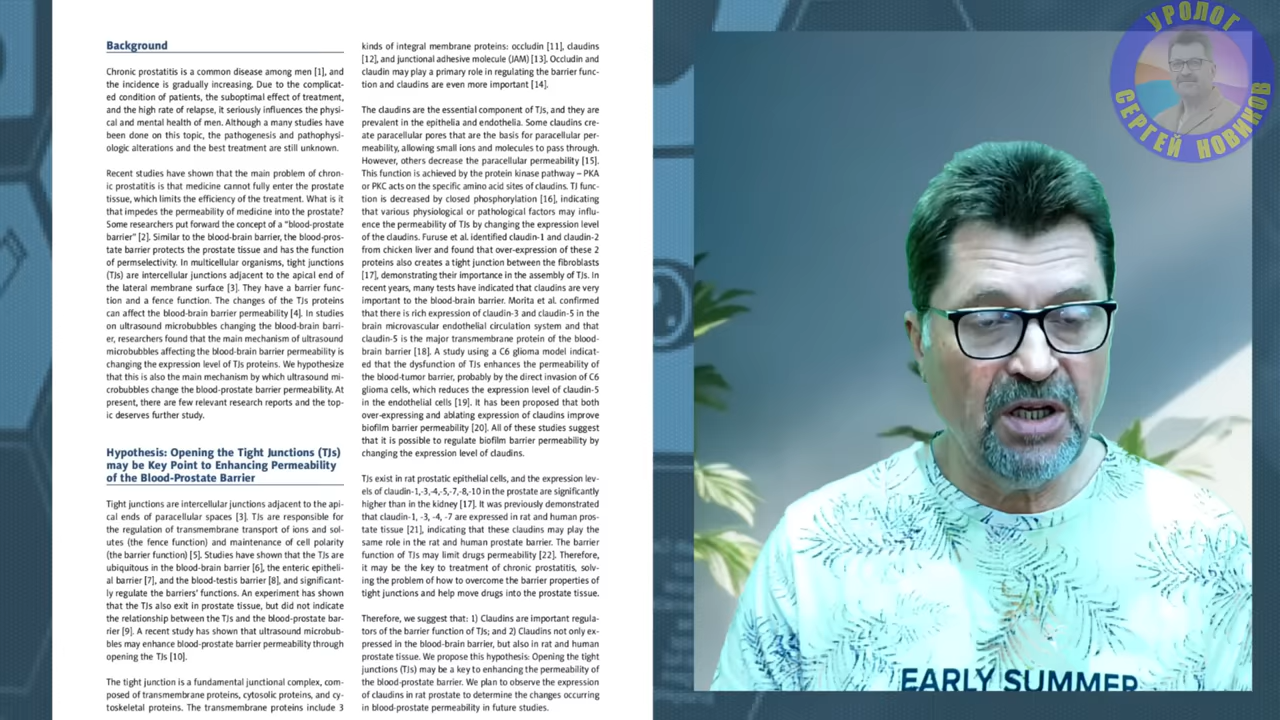 Background
Chronic prostatitis is a common disease among men [1], and
the incidence is gradually increasing. Due to the complicat-
ed condition of patients, the suboptimal effect of treatment,
and the high rate of relapse, it seriously influences the physi-
cal and mental health of men. Although a many studies have
been done on this topic, the pathogenesis and pathophysi-
ologic alterations and the best treatment are still unknown.
Recent studies have shown that the main problem of chron-
ic prostatitis is that medicine cannot fully enter the prostate
tissue, which limits the efficiency of the treatment. What is it
that impedes the permeability of medicine into the prostate?
Some researchers put forward the concept of a “blood-prostate
barrier” [2]. Similar to the blood-brain barrier, the blood-pros-
tate barrier protects the prostate tissue and has the function
of permselectivity. In multicellular organisms, tight junctions
(TJs) are intercellular junctions adjacent to the apical end of
the lateral membrane surface [3]. They have a barrier func-
tion and a fence function. The changes of the TJs proteins
can affect the blood-brain barrier permeability [4]. In studies
on ultrasound microbubbles changing the blood-brain barri-
er, researchers found that the main mechanism of ultrasound
microbubbles affecting the blood-brain barrier permeability is
changing the expression level of TJs proteins. We hypothesize
that this is also the main mechanism by which ultrasound mi-
crobubbles change the blood-prostate barrier permeability. At
present, there are few relevant research reports and the top-
ic deserves further study.
Hypothesis: Opening the Tight Junctions (TJs)
may be Key Point to Enhancing Permeability
of the Blood-Prostate Barrier
Tight junctions are intercellular junctions adjacent to the api-
cal ends of paracellular spaces [3]. TJs are responsible for
the regulation of transmembrane transport of ions and sol-
utes (the fence function) and maintenance of cell polarity
(the barrier function) [5]. Studies have shown that the TJs are
ubiquitous in the blood-brain barrier [6], the enteric epitheli-
al barrier [7], and the blood-testis barrier [8], and significant-
ly regulate the barriers’ functions. An experiment has shown
that the TJs also exist in prostate tissue, but did not indicate
the relationship between the TJs and the blood-prostate bar-
rier [9]. A recent study has shown that ultrasound microbub-
bles may enhance blood-prostate barrier permeability through
opening the TJs [10].
The tight junction is a fundamental junctional complex, com-
posed of transmembrane proteins, cytosolic proteins, and cy-
toskeletal proteins. The transmembrane proteins include 3
kinds of integral membrane proteins: occludin [11], claudins
[12], and junctional adhesive molecule (JAM) [13]. Occludin and
claudin may play a primary role in regulating the barrier func-
tion and claudins are even more important [14].
The claudins are the essential component of TJs, and they are
prevalent in the epithelia and endothelia. Some claudins cre-
ate paracellular pores that are the basis for paracellular per-
meability, allowing small ions and molecules to pass through.
However, others decrease the paracellular permeability [15].
This function is achieved by the protein kinase pathway – PKA
or PKC acts on the specific amino acid sites of claudins. TJ func-
tion is decreased by closed phosphorylation [16], indicating
that various physiological or pathological factors may influ-
ence the permeability of TJs by changing the expression level
of the claudins. Furuse et al. identified claudin-1 and claudin-2
from chicken liver and found that over-expression of these 2
proteins also creates a tight junction between the fibroblasts
[17], demonstrating their importance in the assembly of TJs. In
recent years, many tests have indicated that claudins are very
important to the blood-brain barrier. Morita et al. confirmed
that there is rich expression of claudin-3 and claudin-5 in the
brain microvascular endothelial circulation system and that
claudin-5 is the major transmembrane protein of the blood-
brain barrier [18]. A study using a C6 glioma model indicat-
ed that the dysfunction of TJs enhances the permeability of
the blood-tumor barrier, probably by the direct invasion of C6
glioma cells, which reduces the expression level of claudin-5
in the endothelial cells [19]. It has been proposed that both
over-expressing and ablating expression of claudins improve
biofilm barrier permeability [20]. All of these studies suggest
that it is possible to regulate biofilm barrier permeability by
changing the expression level of claudins.
TJs exist in rat prostatic epithelial cells, and the expression lev-
els of claudin-1,-3,-4,-5,-7,-8,-10 in the prostate are significantly
higher than in the kidney [17]. It was previously demonstrated
that claudin-1, -3, -4, -7 are expressed in rat and human pros-
tate tissue [21], indicating that these claudins may play the
same role in the rat and human prostate barrier. The barrier
function of TJs may limit drugs permeability [22]. Therefore,
it may be the key to treatment of chronic prostatitis, solv-
ing the problem of how to overcome the barrier properties of
tight junctions and help move drugs into the prostate tissue.
Therefore, we suggest that: 1) Claudins are important regula-
tors of the barrier function of TJs; and 2) Claudins not only ex-
pressed in the blood-brain barrier, but also in rat and human
prostate tissue. We propose this hypothesis: Opening the tight
junctions (TJs) may be a key to enhancing the permeability of
the blood-prostate barrier. We plan to observe the expression
of claudins in rat prostate to determine the changes occurring
in blood-prostate permeability in future studies.
УРОЛОГ
СЕРГЕЙ НОВИКОВ
EARLY SUMMER